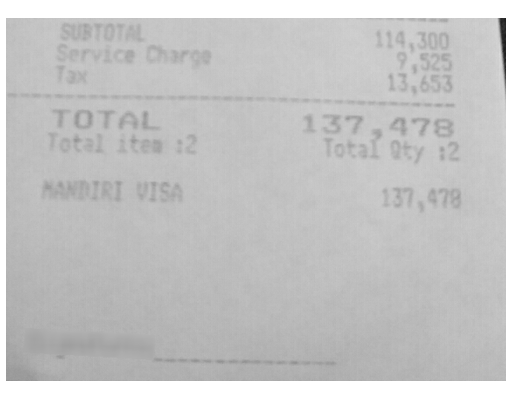 SUBTOTAL 114,300
Service Charge 9,525
Tax 13,653
TOTAL 137,478
Total item :2 Total Qty :2
MANDIRI VISA 137,478